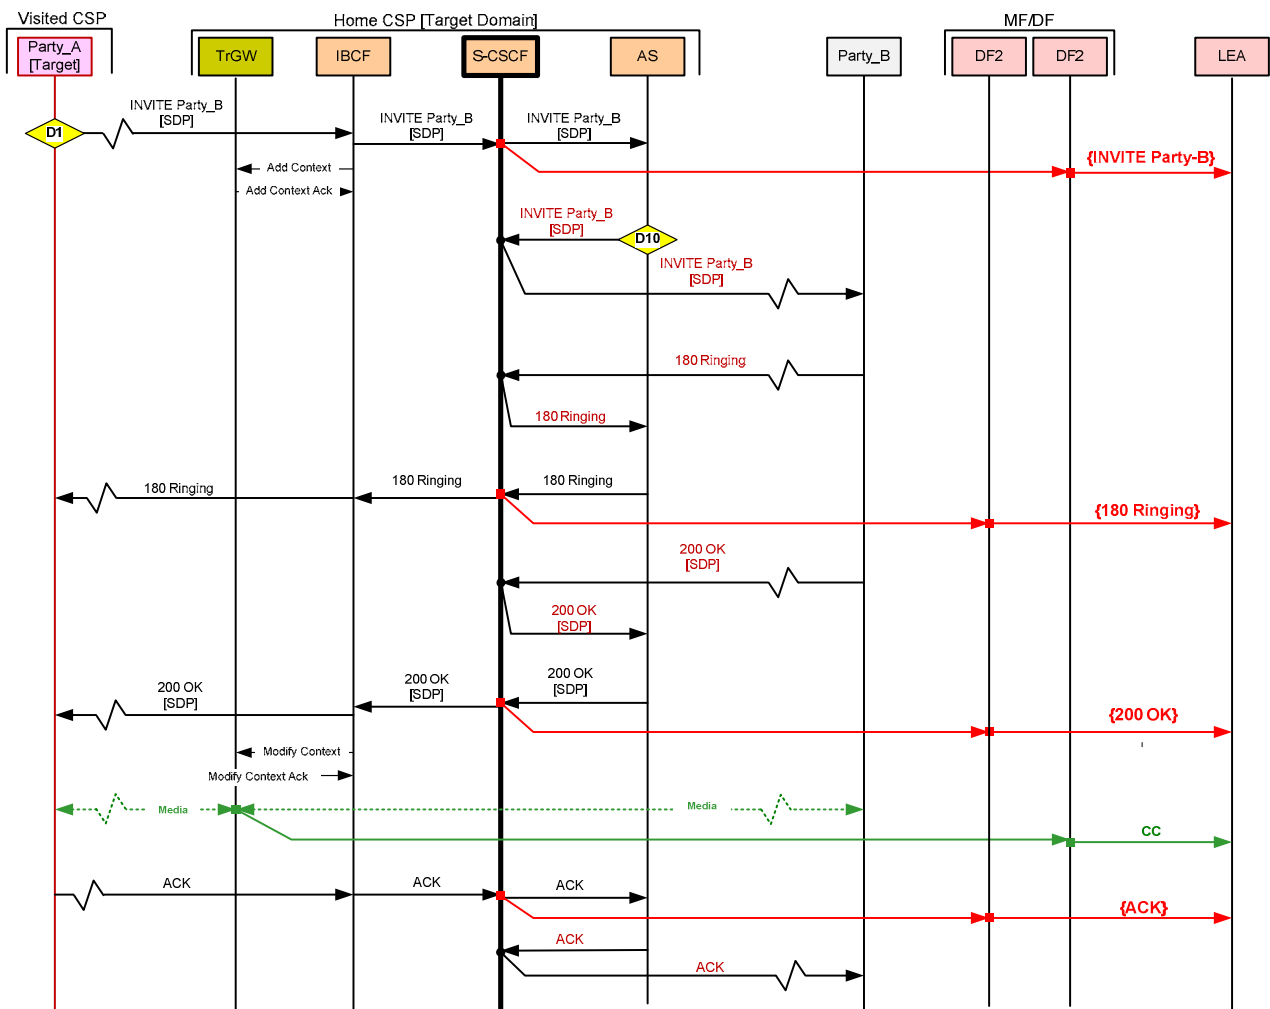 Visited CSP
Home CSP [Target Domain]
MF/DF
Party_A
[Target]
TrGW
IBCF
S-CSCF
AS
Party_B
DF2
DF2
LEA
D1
INVITE Party_B
[SDP]
INVITE Party_B
[SDP]
INVITE Party_B
[SDP]
{INVITE Party-B}
Add Context
Add Context Ack
INVITE Party_B
[SDP]
D10
INVITE Party_B
[SDP]
180 Ringing
180 Ringing
180 Ringing
180 Ringing
180 Ringing
{180 Ringing}
200 OK
[SDP]
200 OK
[SDP]
200 OK
[SDP]
200 OK
[SDP]
200 OK
[SDP]
{200 OK}
Modify Context
Modify Context Ack
Media
Media
CC
ACK
ACK
ACK
{ACK}
ACK
ACK